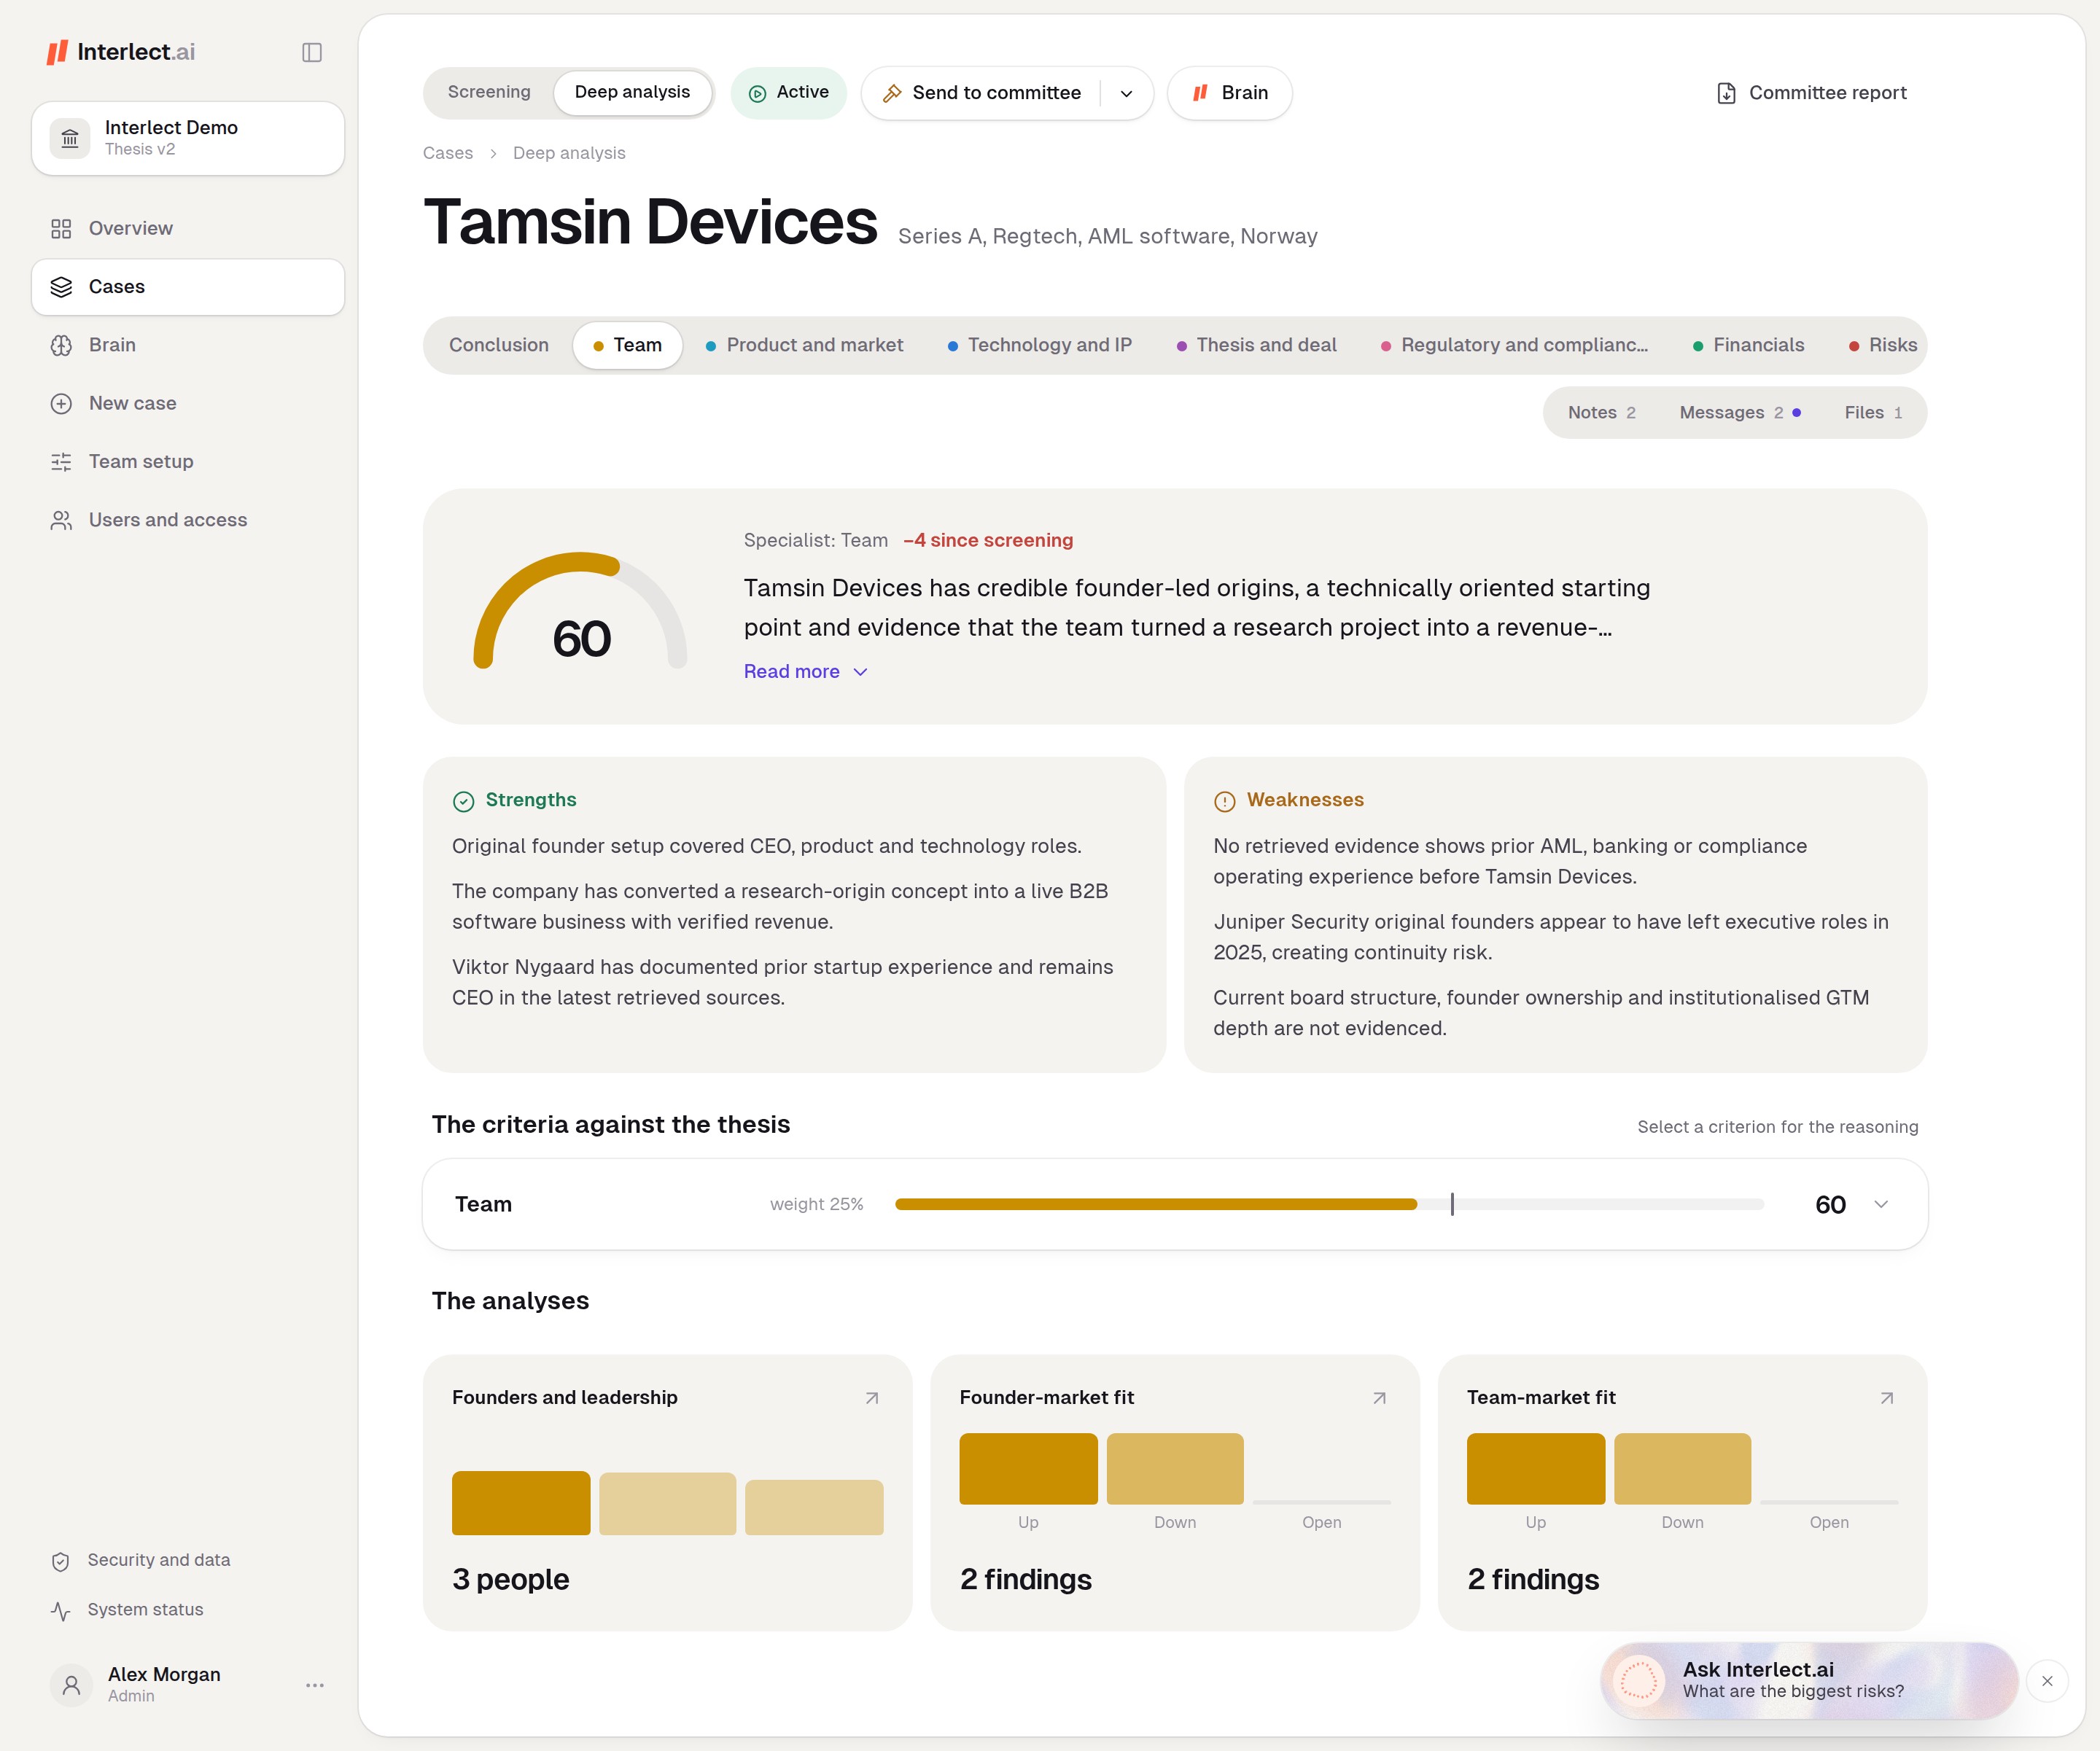 Interlect.ai
Interlect Demo
Thesis v2
Overview
Cases
Brain
New case
Team setup
Users and access
Security and data
System status
Alex Morgan
Admin
Screening
Deep analysis
Active
Send to committee
Brain
Committee report
Cases
Deep analysis
Tamsin Devices
Series A, Regtech, AML software, Norway
Conclusion
Team
Product and market
Technology and IP
Thesis and deal
Regulatory and complianc...
Financials
Risks
Notes 2
Messages 2
Files 1
60
Specialist: Team −4 since screening
Tamsin Devices has credible founder-led origins, a technically oriented starting
point and evidence that the team turned a research project into a revenue-...
Read more
Strengths
Original founder setup covered CEO, product and technology roles.
The company has converted a research-origin concept into a live B2B
software business with verified revenue.
Viktor Nygaard has documented prior startup experience and remains
CEO in the latest retrieved sources.
Weaknesses
No retrieved evidence shows prior AML, banking or compliance
operating experience before Tamsin Devices.
Juniper Security original founders appear to have left executive roles in
2025, creating continuity risk.
Current board structure, founder ownership and institutionalised GTM
depth are not evidenced.
The criteria against the thesis
Select a criterion for the reasoning
Team
weight 25%
60
The analyses
Founders and leadership
3 people
Founder-market fit
Up
Down
Open
2 findings
Team-market fit
Up
Down
Open
2 findings
Ask Interlect.ai
What are the biggest risks?